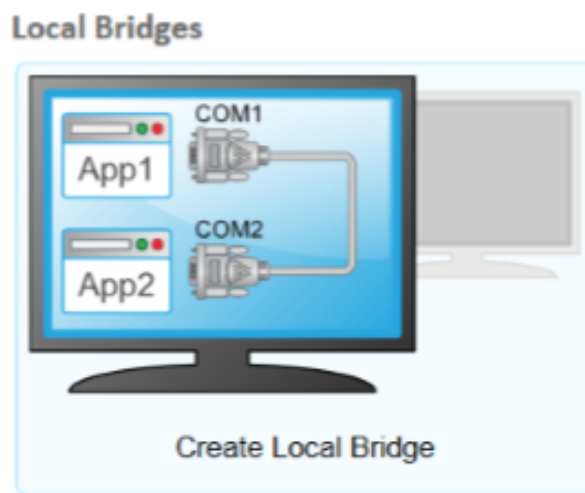 Local Bridges
COM1
App1
COM2
App2
Create Local Bridge